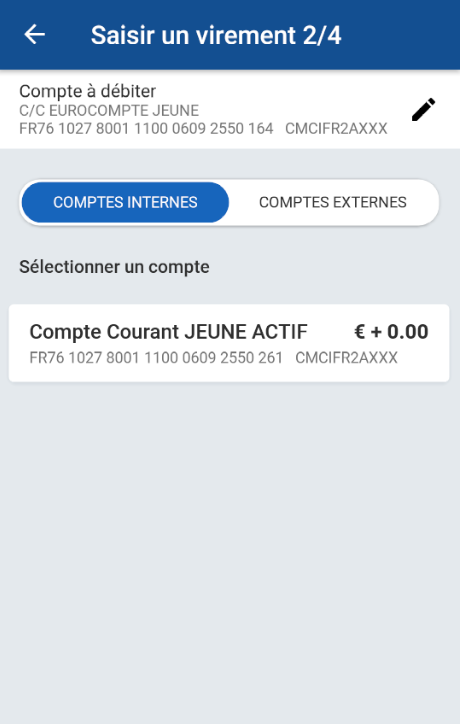 Saisir un virement 2/4
Compte à débiter
C/C EUROCOMPTE JEUNE
FR76 1027 8001 1100 0609 2550 164 CMCIFR2AXXX
COMPTES INTERNES COMPTES EXTERNES
Sélectionner un compte
Compte Courant JEUNE ACTIF € + 0.00
FR76 1027 8001 1100 0609 2550 261 CMCIFR2AXXX